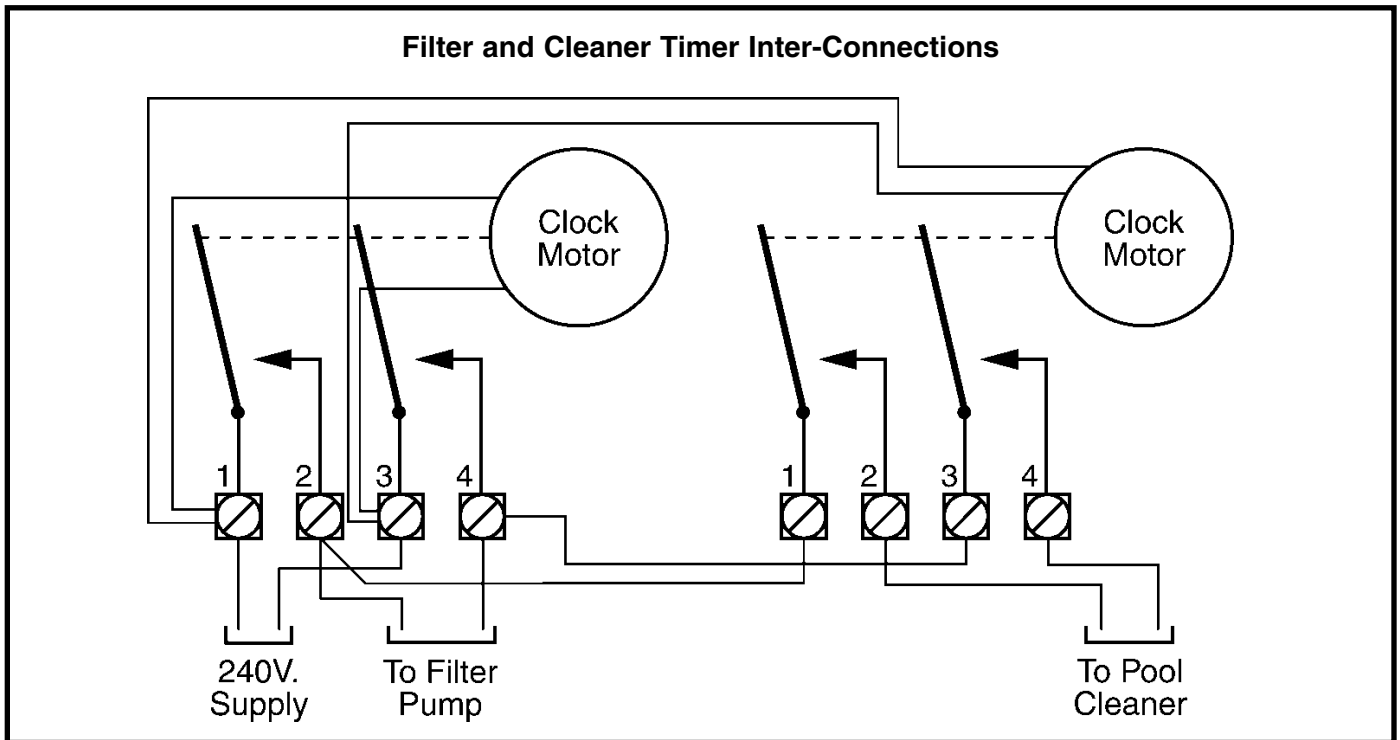 Filter and Cleaner Timer Inter-Connections
Clock
Motor
Clock
Motor
1 2 3 4
1 2 3 4
240V.
Supply
To Filter
Pump
To Pool
Cleaner